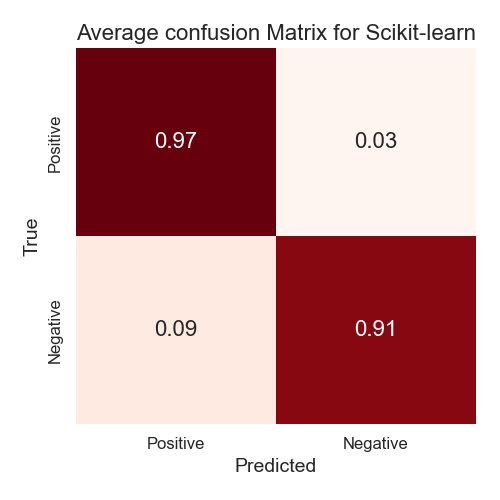 Average confusion Matrix for Scikit-learn
True
Positive
0.97
0.03
Negative
0.09
0.91
Positive
Negative
Predicted